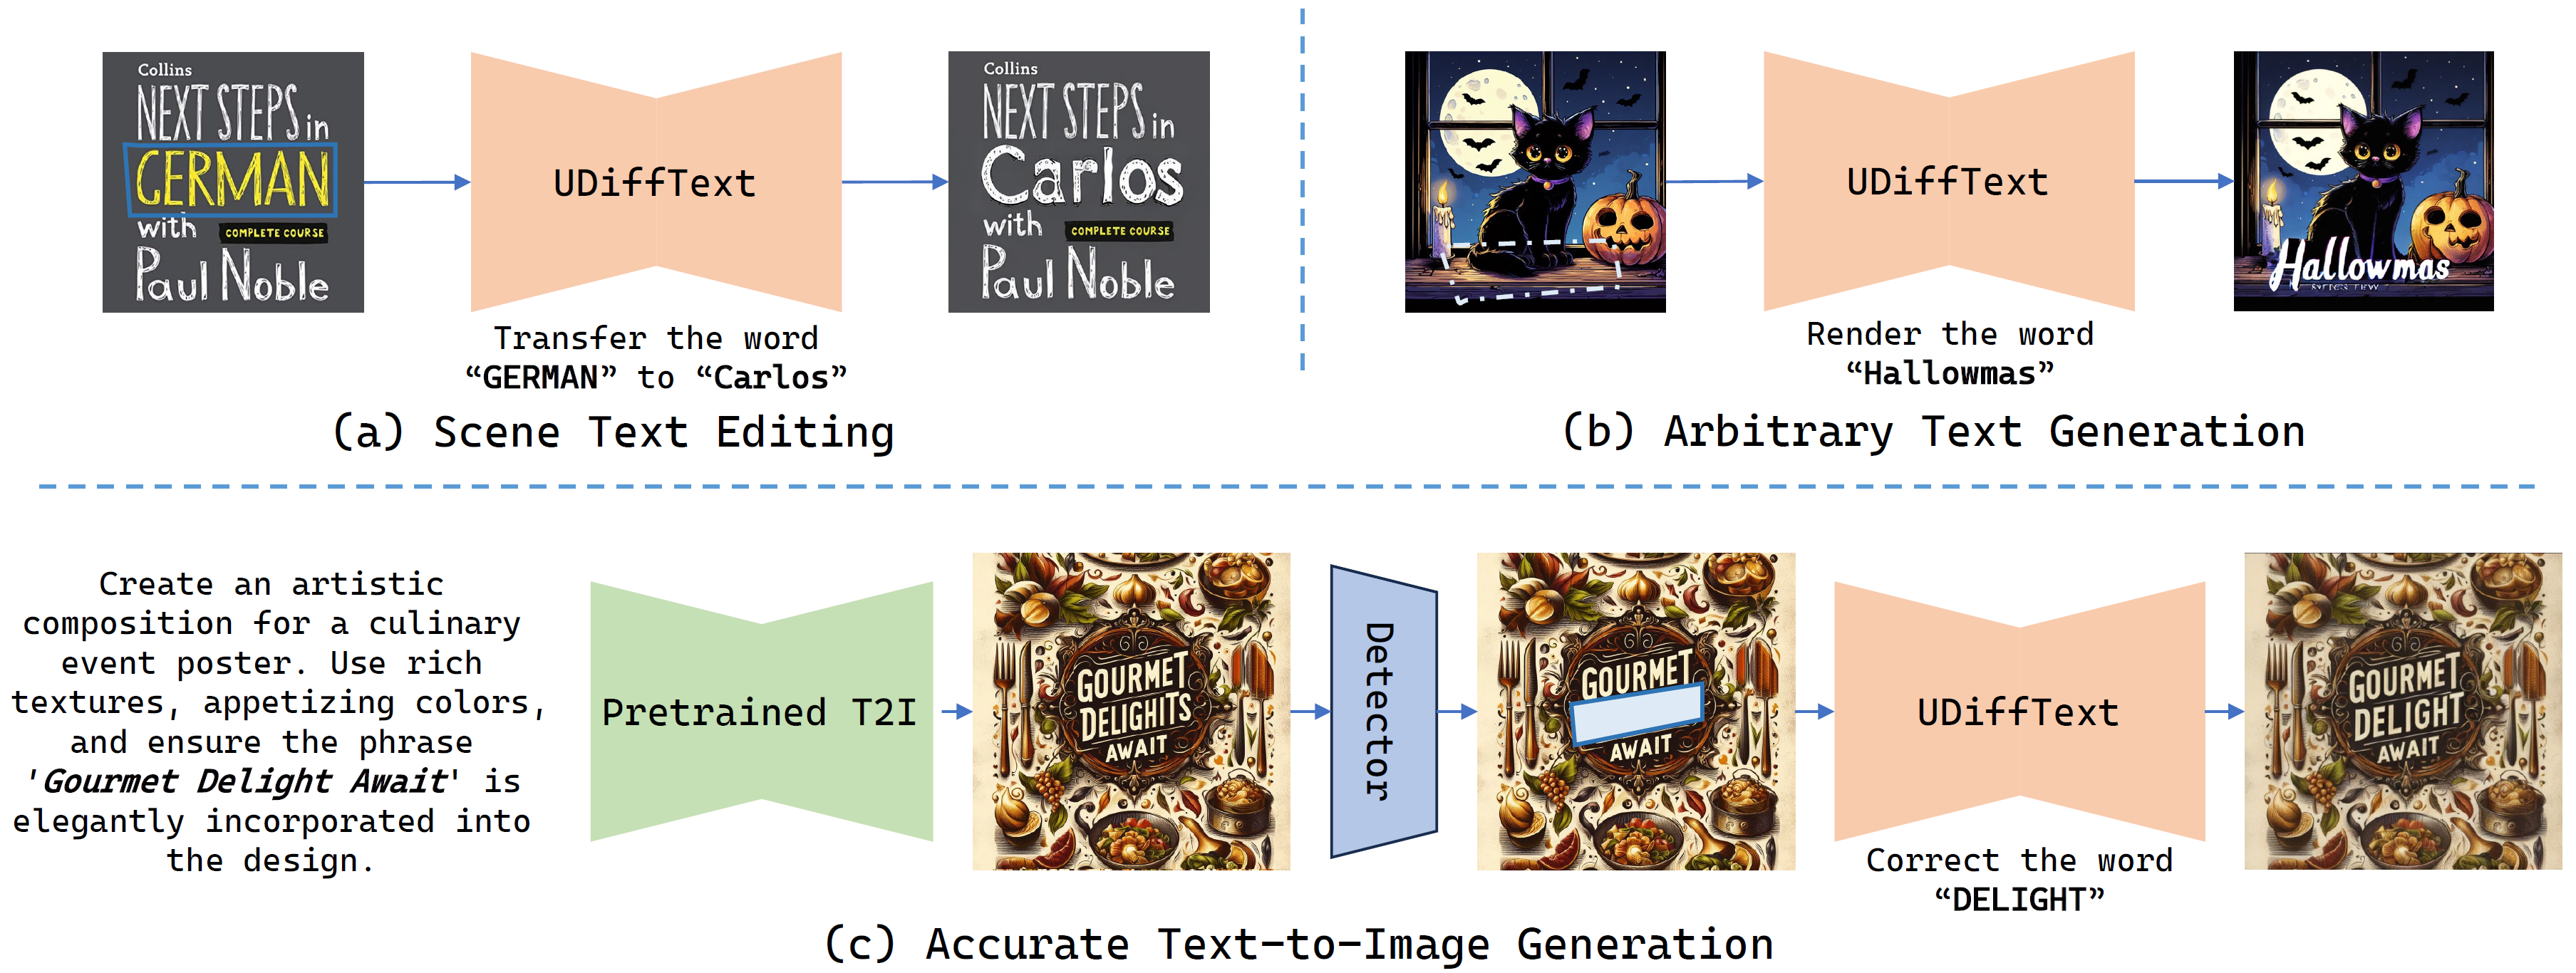 Collins
NEXT STEPS in
GERMAN
with COMPLETE COURSE
Paul Noble
UDiffText
Transfer the word
“GERMAN” to “Carlos”
Collins
NEXT STEPS in
Carlos
with COMPLETE COURSE
Paul Noble
(a) Scene Text Editing
UDiffText
Render the word
“Hallowmas”
Hallowmas
(b) Arbitrary Text Generation
Create an artistic
composition for a culinary
event poster. Use rich
textures, appetizing colors,
and ensure the phrase
'Gourmet Delight Await' is
elegantly incorporated into
the design.
Pretrained T2I
GOURMET
DELIGHITS
AWAIT
Detector
GOURMET
AWAIT
UDiffText
Correct the word
“DELIGHT”
GOURMET
DELIGHT
AWAIT
(c) Accurate Text-to-Image Generation